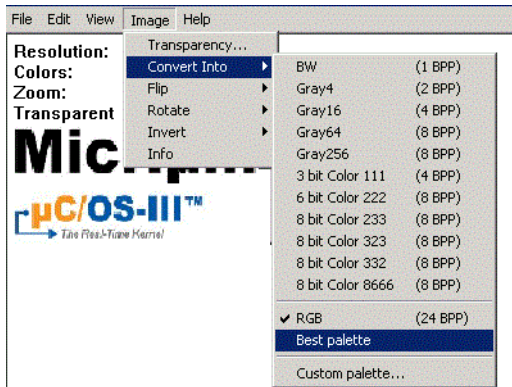 File Edit View Image Help
Resolution:
Colors:
Zoom:
Transparent
Transparency...
Convert Into
Flip
Rotate
Invert
Info
BW (1 BPP)
Gray4 (2 BPP)
Gray16 (4 BPP)
Gray64 (8 BPP)
Gray256 (8 BPP)
3 bit Color 111 (4 BPP)
6 bit Color 222 (8 BPP)
8 bit Color 233 (8 BPP)
8 bit Color 323 (8 BPP)
8 bit Color 332 (8 BPP)
8 bit Color 8666 (8 BPP)
RGB (24 BPP)
Best palette
Custom palette...
µC/OS-III™
The Real-Time Kernel